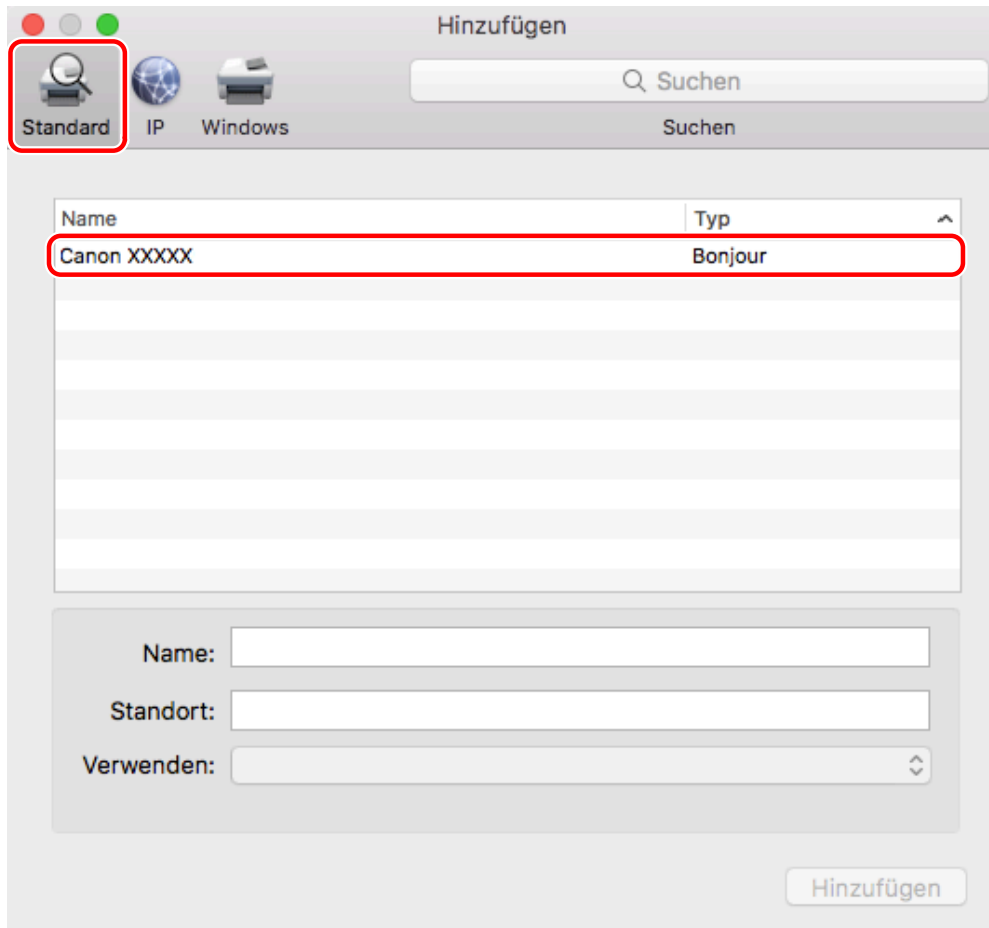 Hinzufügen
Suchen
Standard IP Windows Suchen
Name Typ
Canon XXXXX Bonjour
Name:
Standort:
Verwenden:
Hinzufügen